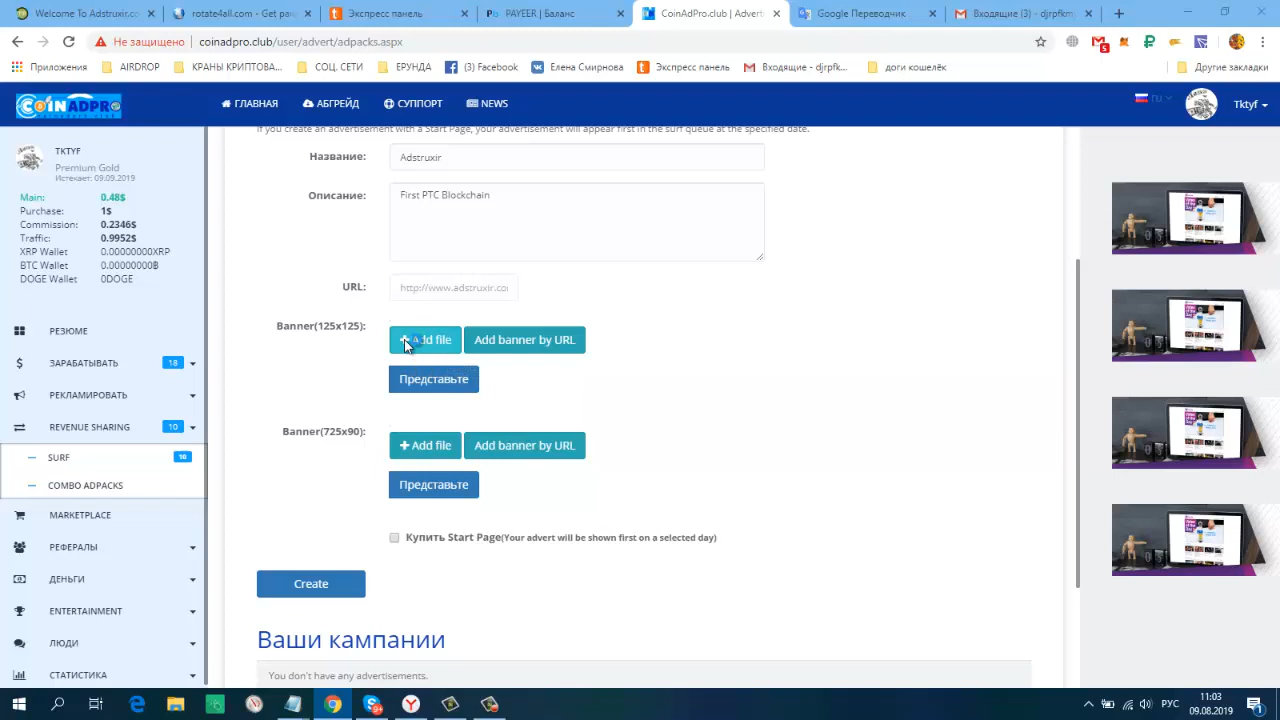 Welcome to Adstruxir.co
rotate4all.com - Get
Экспресс панель
PAYEER | Баланс
CoinAdPro.club | Advert
Google Переводчик
Входящие (3) - djrpfkm
Не защищено
coinadpro.club/user/advert/adpacks.aspx
Приложения
AIRDROP
КРАНЫ КРИПТОВА...
СОЦ. СЕТИ
ЕРУНДА
(3) Facebook
Елена Смирнова
Экспресс панель
Входящие - djrpfk...
доги кошелёк
Другие закладки
COINADPRO
ГЛАВНАЯ
АБГРЕЙД
СУППОРТ
NEWS
ru
Tktyf
TKTYF
Premium Gold
Истекает: 09.09.2019
Main: 0.48$
Purchase: 1$
Commission: 0.2346$
Traffic: 0.9952$
XRP Wallet 0.00000000XRP
BTC Wallet 0.00000000฿
DOGE Wallet 0DOGE
РЕЗЮМЕ
ЗАРАБАТЫВАТЬ 18
РЕКЛАМИРОВАТЬ
REVENUE SHARING 10
SURF 10
COMBO ADPACKS
MARKETPLACE
РЕФЕРАЛЫ
ДЕНЬГИ
ENTERTAINMENT
ЛЮДИ
СТАТИСТИКА
If you create an advertisement with a Start Page, your advertisement will appear first in the surf queue at the specified date.
Название: Adstruxir
Описание: First PTC Blockchain
URL: http://www.adstruxir.co
Banner(125x125):
Add file Add banner by URL
Представьте
Banner(725x90):
Add file Add banner by URL
Представьте
Купить Start Page(Your advert will be shown first on a selected day)
Create
Ваши кампании
You don't have any advertisements.
РУС
11:03
09.08.2019